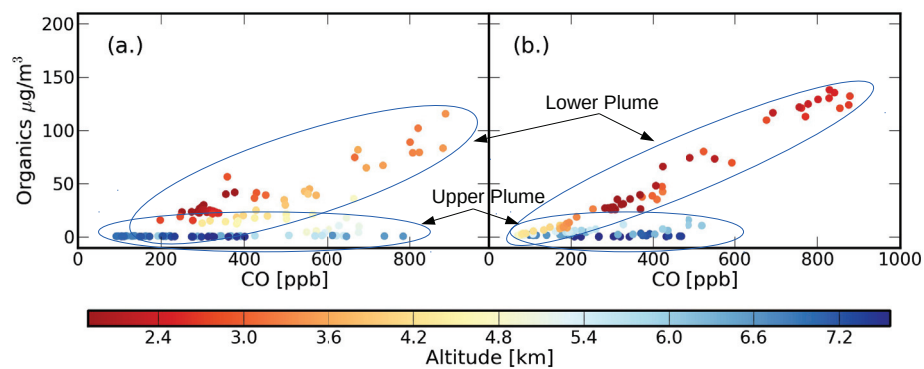 (a.)
(b.)
Organics μg/m³
200
150
100
50
0
Lower Plume
Upper Plume
0 200 400 600 800
0 200 400 600 800 1000
CO [ppb]
CO [ppb]
2.4 3.0 3.6 4.2 4.8 5.4 6.0 6.6 7.2
Altitude [km]